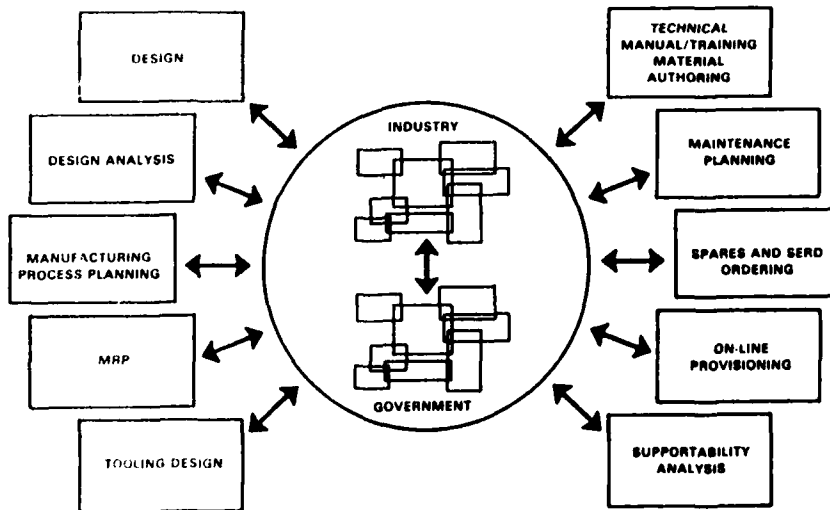 DESIGN
DESIGN ANALYSIS
MANUFACTURING
PROCESS PLANNING
MRP
TOOLING DESIGN
INDUSTRY
GOVERNMENT
TECHNICAL
MANUAL/TRAINING
MATERIAL
AUTHORING
MAINTENANCE
PLANNING
SPARES AND SERD
ORDERING
ON-LINE
PROVISIONING
SUPPORTABILITY
ANALYSIS